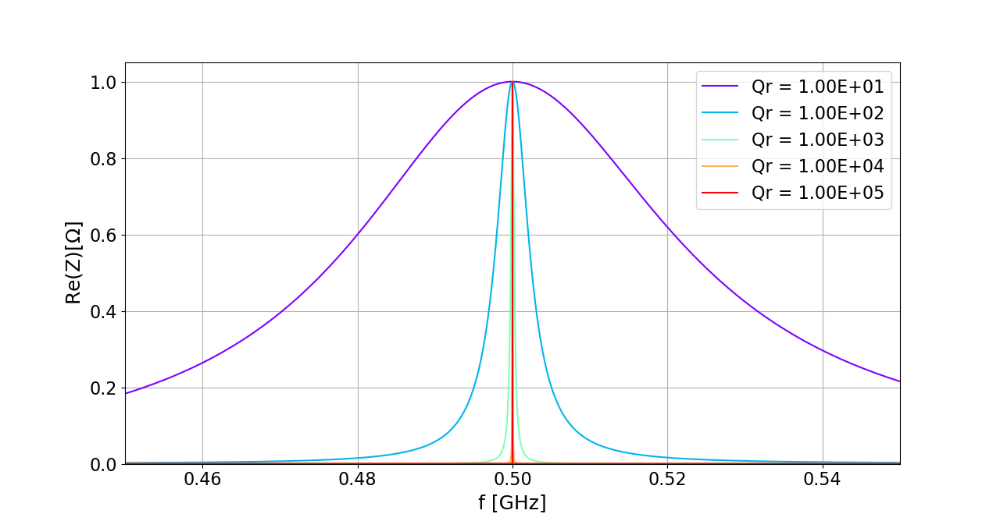 Re(Z)[Ω]
1.0
0.8
0.6
0.4
0.2
0.0
Qr = 1.00E+01
Qr = 1.00E+02
Qr = 1.00E+03
Qr = 1.00E+04
Qr = 1.00E+05
0.46 0.48 0.50 0.52 0.54
f [GHz]